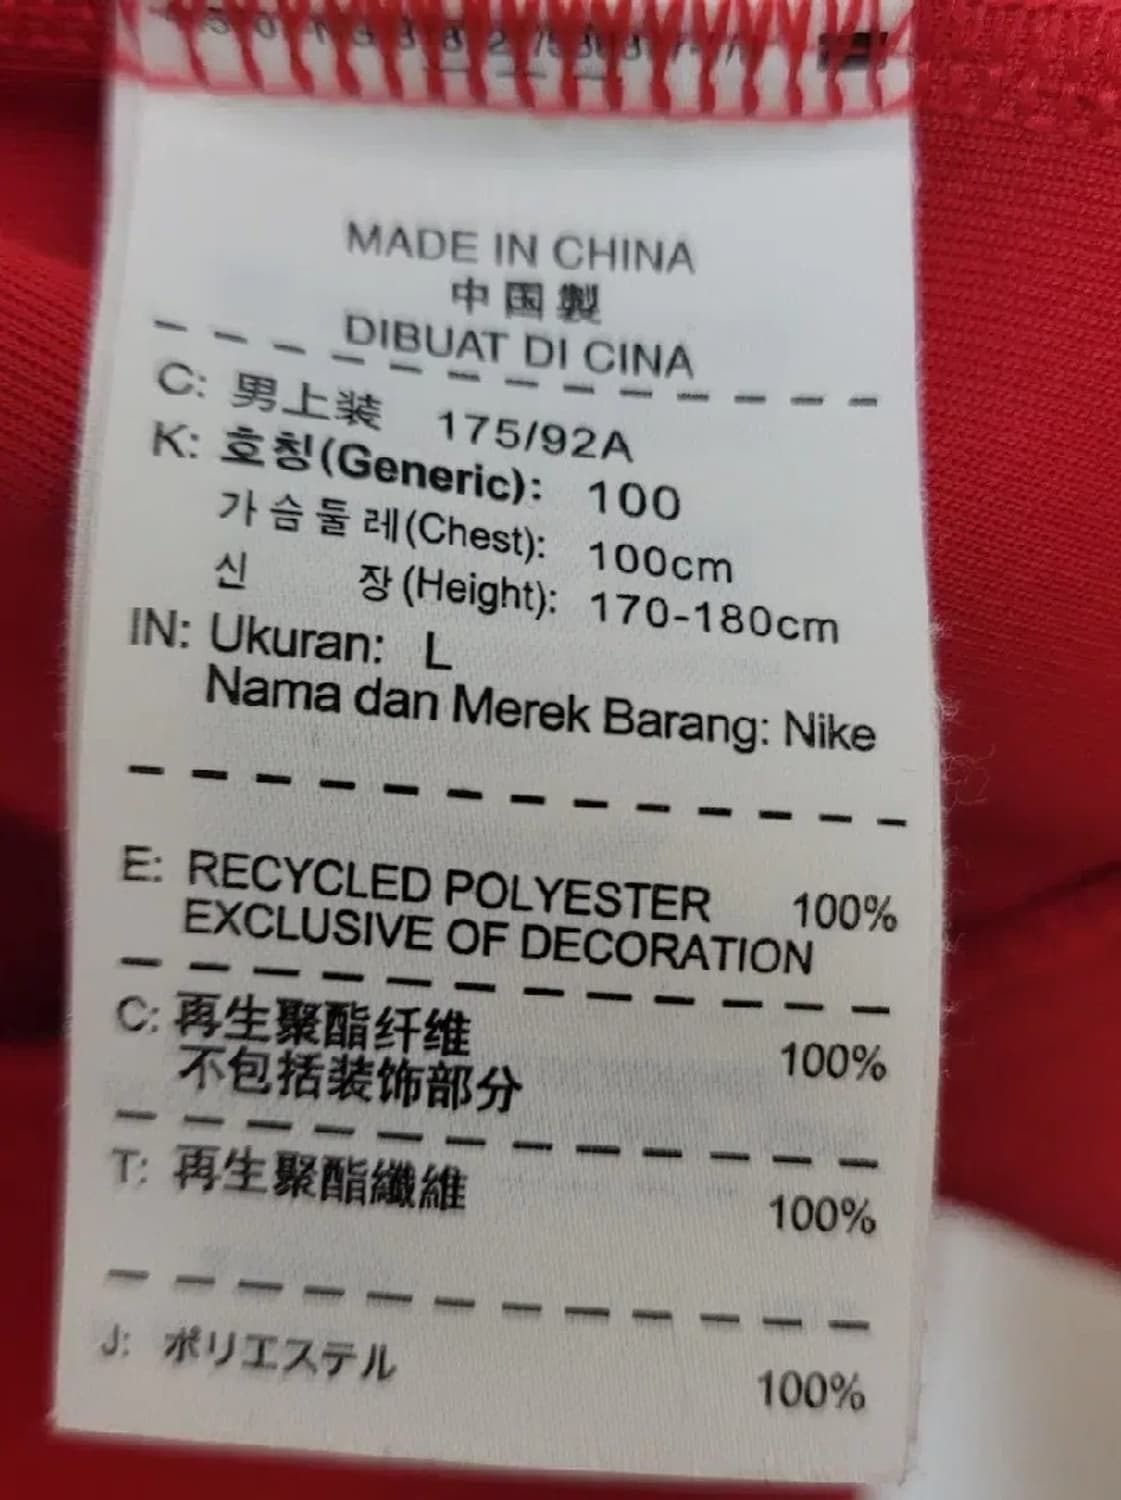 MADE IN CHINA
中国製
DIBUAT DI CINA
C: 男上装 175/92A
K: 호칭(Generic): 100
가슴둘레(Chest): 100cm
신 장(Height): 170-180cm
IN: Ukuran: L
Nama dan Merek Barang: Nike
E: RECYCLED POLYESTER 100%
EXCLUSIVE OF DECORATION
C: 再生聚酯纤维 100%
不包括装饰部分
T: 再生聚酯纖維 100%
J: ポリエステル 100%